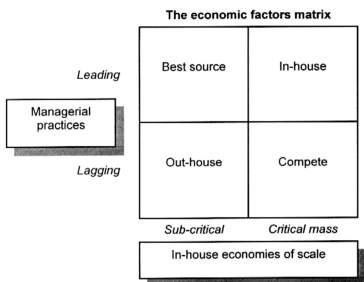 The economic factors matrix
Leading
Best source
In-house
Managerial
practices
Lagging
Out-house
Compete
Sub-critical
Critical mass
In-house economies of scale